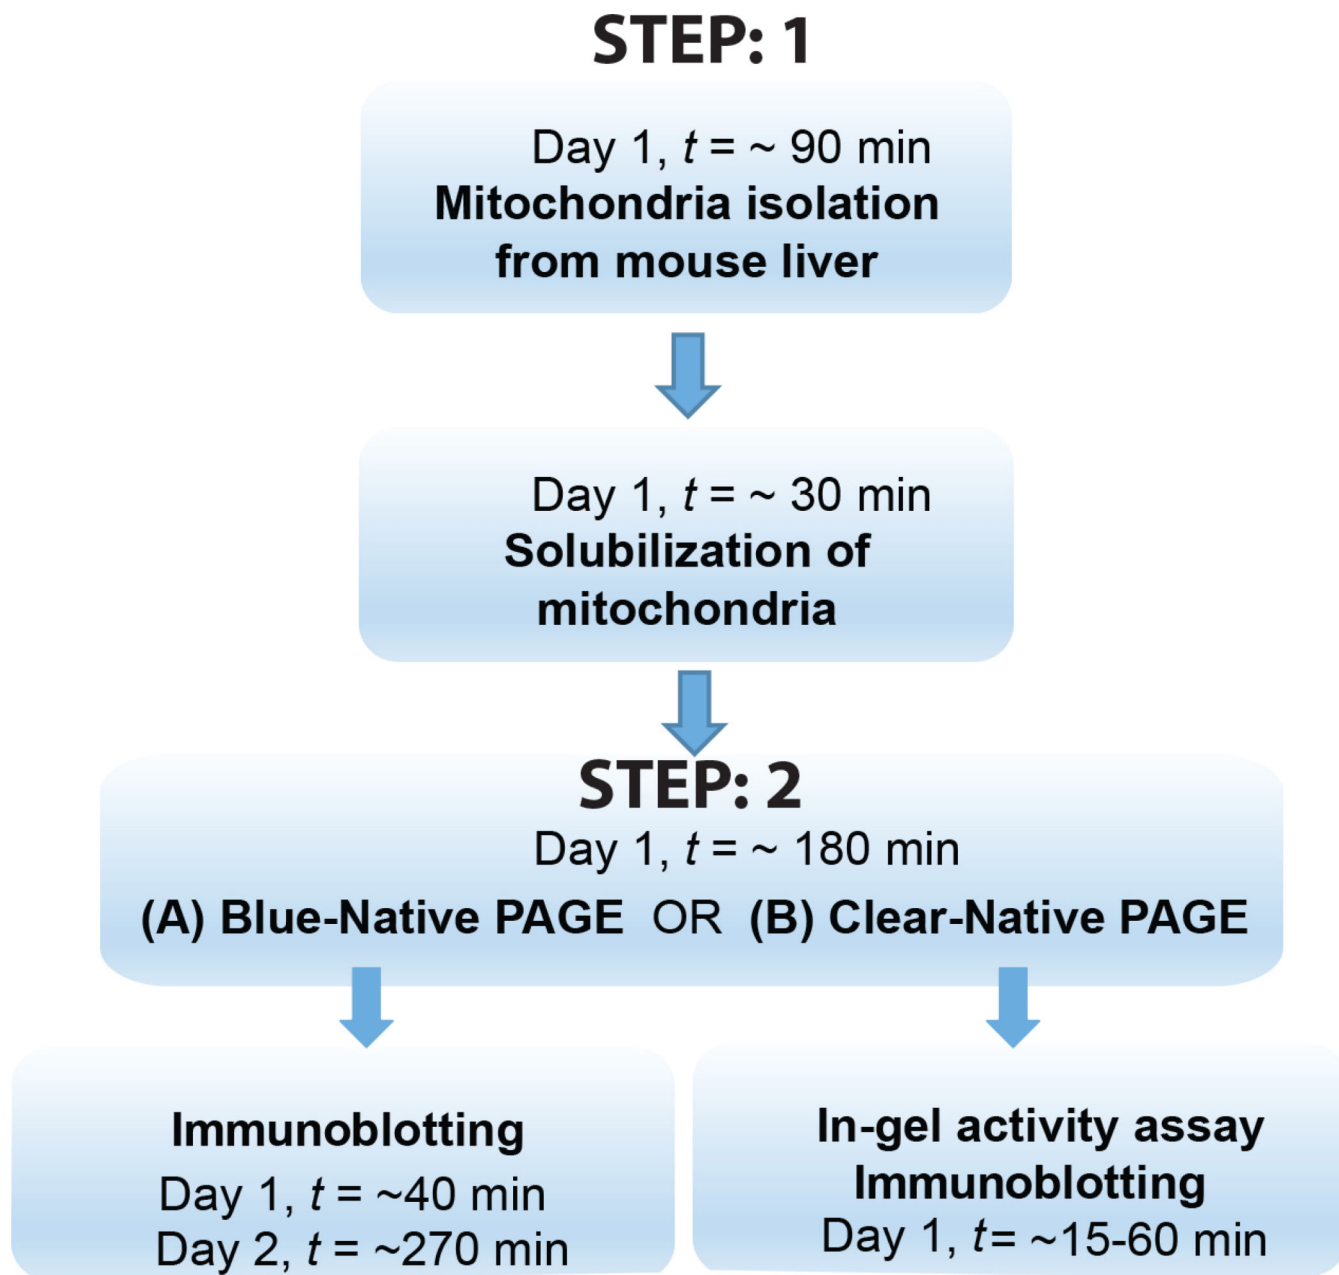 STEP: 1
Day 1, t = ~ 90 min
Mitochondria isolation
from mouse liver
Day 1, t = ~ 30 min
Solubilization of
mitochondria
STEP: 2
Day 1, t = ~ 180 min
(A) Blue-Native PAGE OR (B) Clear-Native PAGE
Immunoblotting
Day 1, t = ~40 min
Day 2, t = ~270 min
In-gel activity assay
Immunoblotting
Day 1, t= ~15-60 min